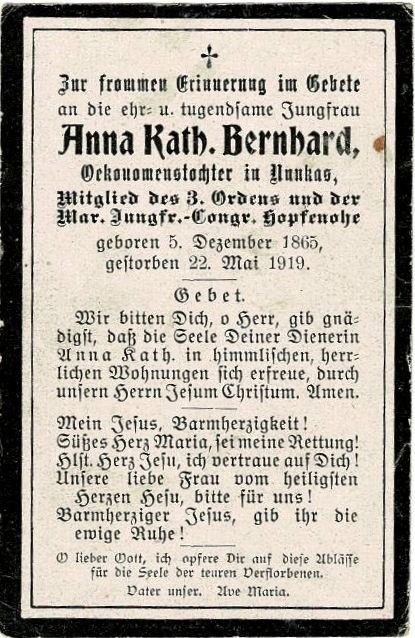 Zur frommen Erinnerung im Gebete
an die ehr- u. tugendsame Jungfrau
Anna Kath. Bernhard,
Oekonomenstochter in Nunkas,
Mitglied des 3. Ordens und der
Mar. Jungfr.-Congr. Hopfenohe
geboren 5. Dezember 1865,
gestorben 22. Mai 1919.
Gebet.
Wir bitten Dich, o Herr, gib gnä-
digst, daß die Seele Deiner Dienerin
Anna Kath. in himmlischen, herr-
lichen Wohnungen sich erfreue, durch
unsern Herrn Jesum Christum. Amen.
Mein Jesus, Barmherzigkeit!
Süßes Herz Maria, sei meine Rettung!
Hlst. Herz Jesu, ich vertraue auf Dich!
Unsere liebe Frau vom heiligsten
Herzen Hesu, bitte für uns!
Barmherziger Jesus, gib ihr die
ewige Ruhe!
O lieber Gott, ich opfere Dir auf diese Ablässe
für die Seele der teuren Verstorbenen.
Vater unser. Ave Maria.